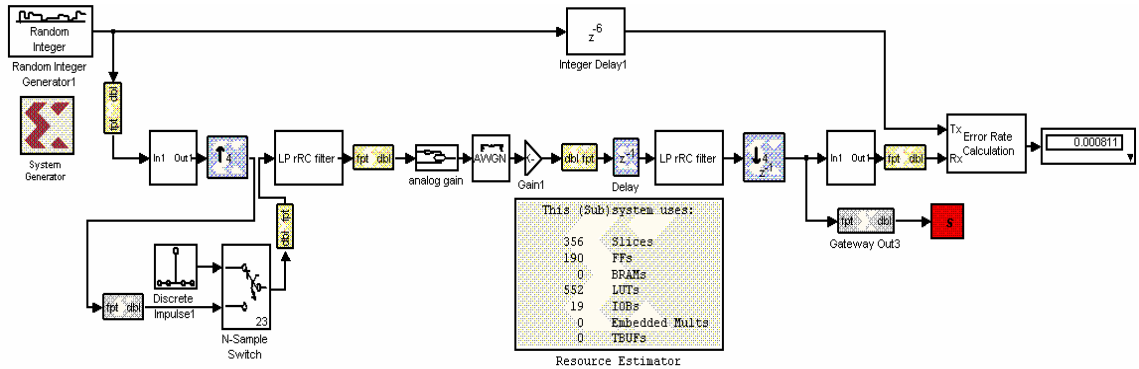 Random
Integer
Random Integer
Generator1
z-6
Integer Delay1
dbl
fpt
System
Generator
In1 Out1
4
LP rRC filter
fpt dbl
analog gain
AWGN
K-
Gain1
dbl fpt
z-1
Delay
LP rRC filter
4
z-1
In1 Out1
fpt dbl
Tx
Rx
Error Rate
Calculation
0.000811
fpt dbl
Gateway Out3
s
dbl fpt
fpt dbl
Discrete
Impulse1
23
N-Sample
Switch
This (Sub)system uses:
356 Slices
190 FFs
0 BRAMs
552 LUTs
19 IOBs
0 Embedded Mults
0 TBUFs
Resource Estimator